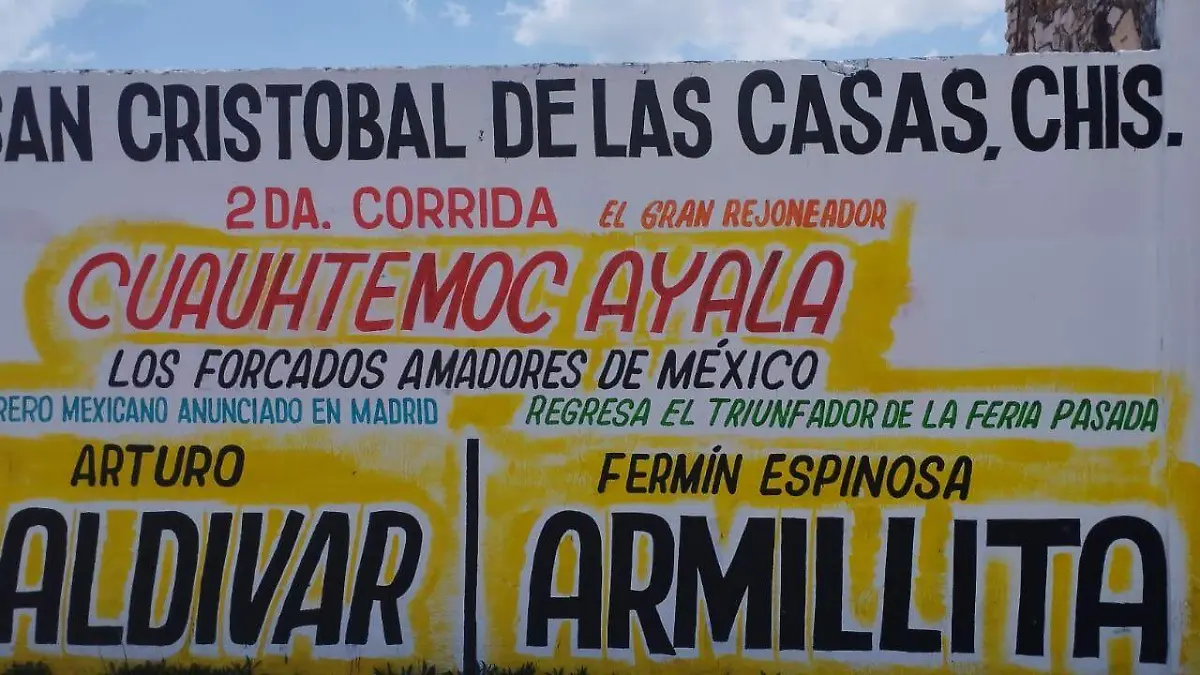 SAN CRISTOBAL DE LAS CASAS, CHIS.
2DA. CORRIDA EL GRAN REJONEADOR
CUAUHTEMOC AYALA
LOS FORCADOS AMADORES DE MÉXICO
RERO MEXICANO ANUNCIADO EN MADRID
REGRESA EL TRIUNFADOR DE LA FERIA PASADA
ARTURO
ALDIVAR
FERMÍN ESPINOSA
ARMILLITA